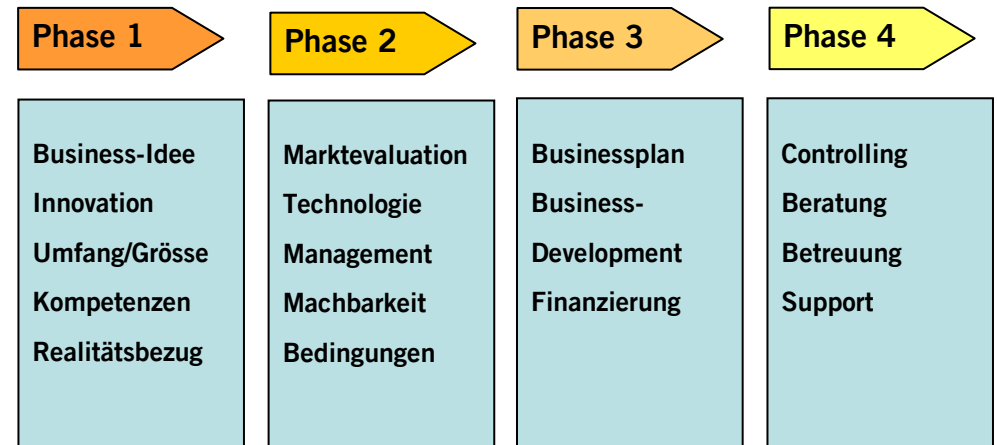 Phase 1
Business-Idee
Innovation
Umfang/Grösse
Kompetenzen
Realitätsbezug
Phase 2
Marktevaluation
Technologie
Management
Machbarkeit
Bedingungen
Phase 3
Businessplan
Business-
Development
Finanzierung
Phase 4
Controlling
Beratung
Betreuung
Support